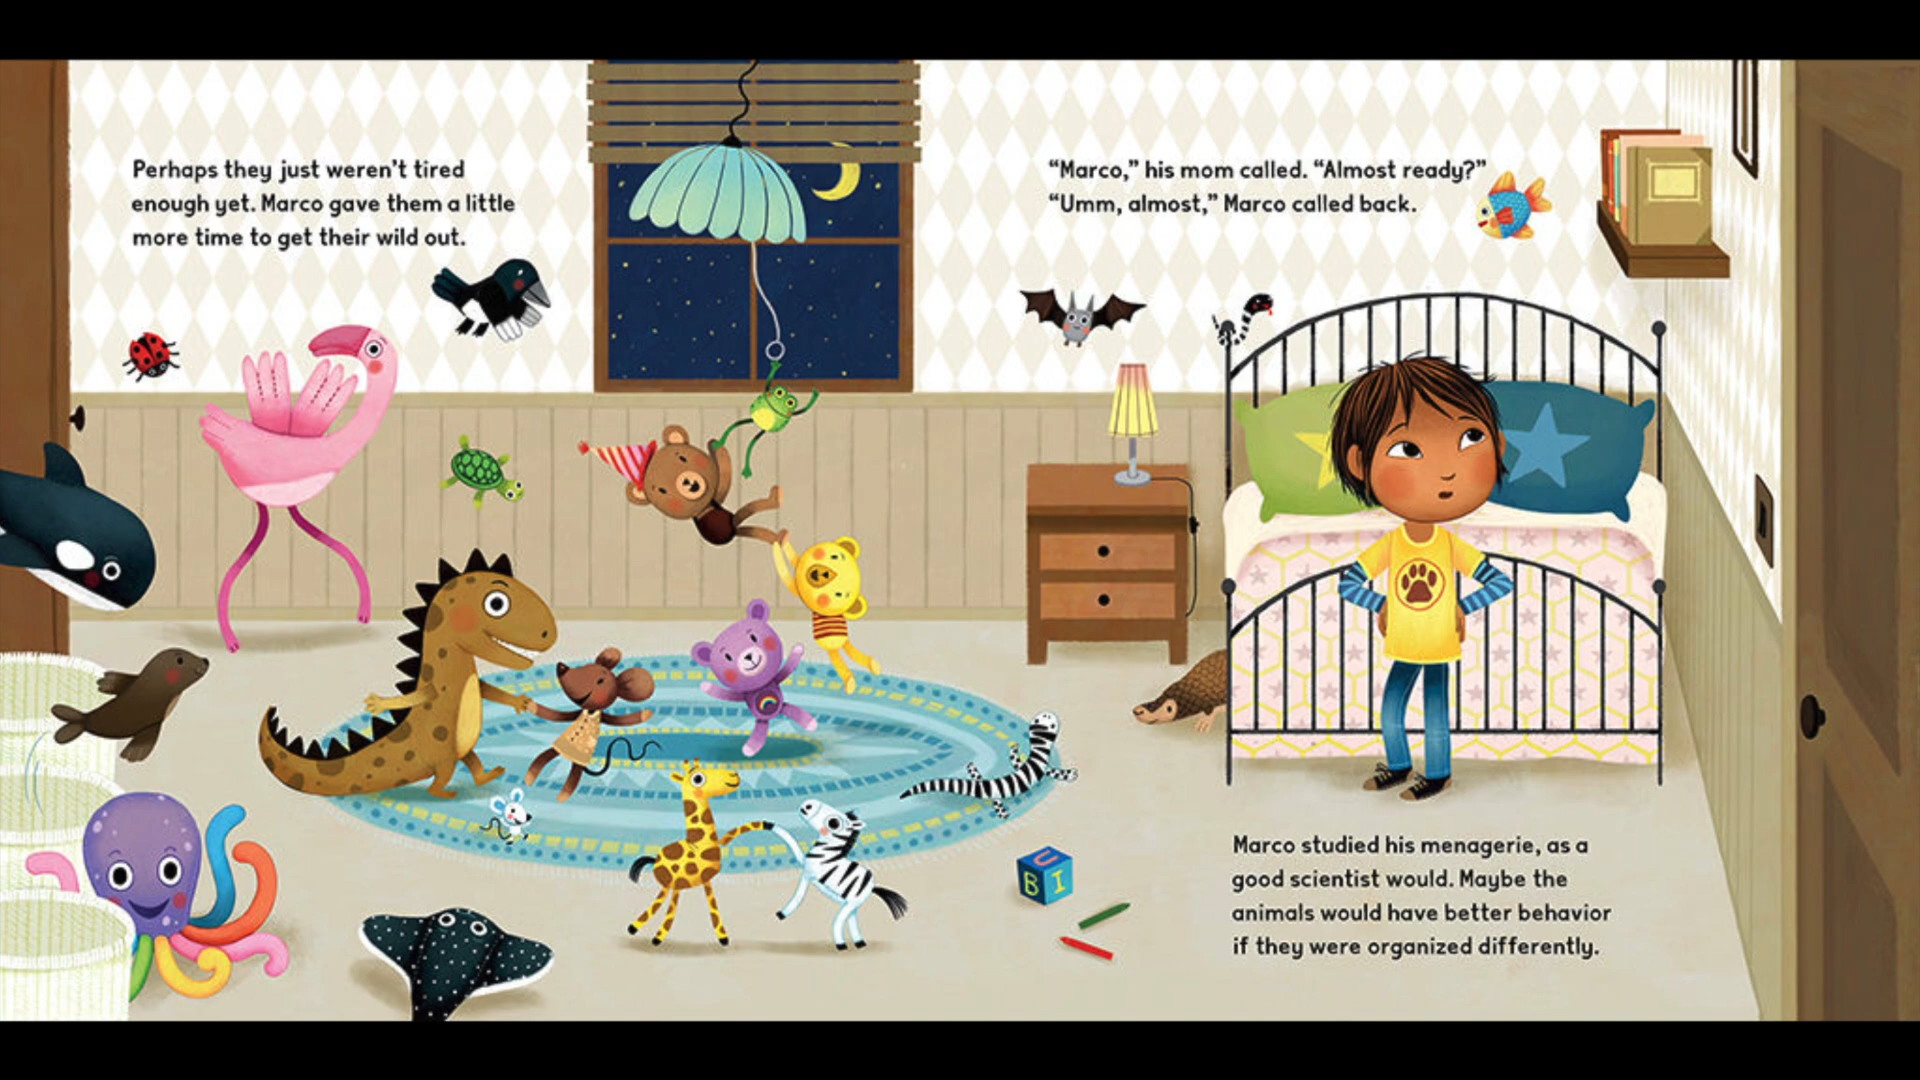 Perhaps they just weren't tired
enough yet. Marco gave them a little
more time to get their wild out.
“Marco,” his mom called. “Almost ready?”
“Umm, almost,” Marco called back.
U
B I
Marco studied his menagerie, as a
good scientist would. Maybe the
animals would have better behavior
if they were organized differently.